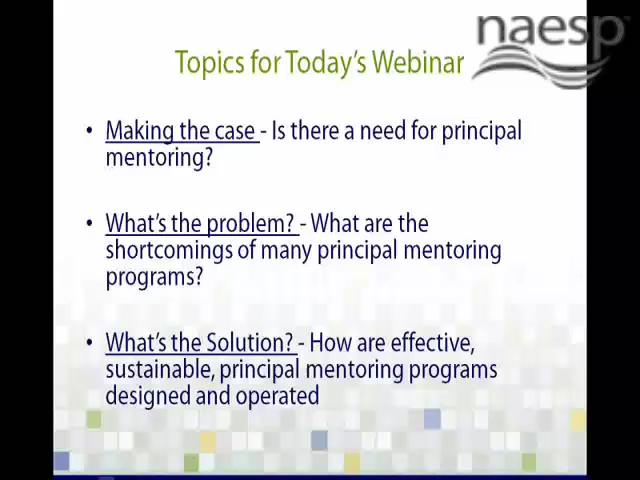 naesp
Topics for Today's Webinar
• Making the case - Is there a need for principal
mentoring?
• What's the problem? - What are the
shortcomings of many principal mentoring
programs?
• What's the Solution? - How are effective,
sustainable, principal mentoring programs
designed and operated